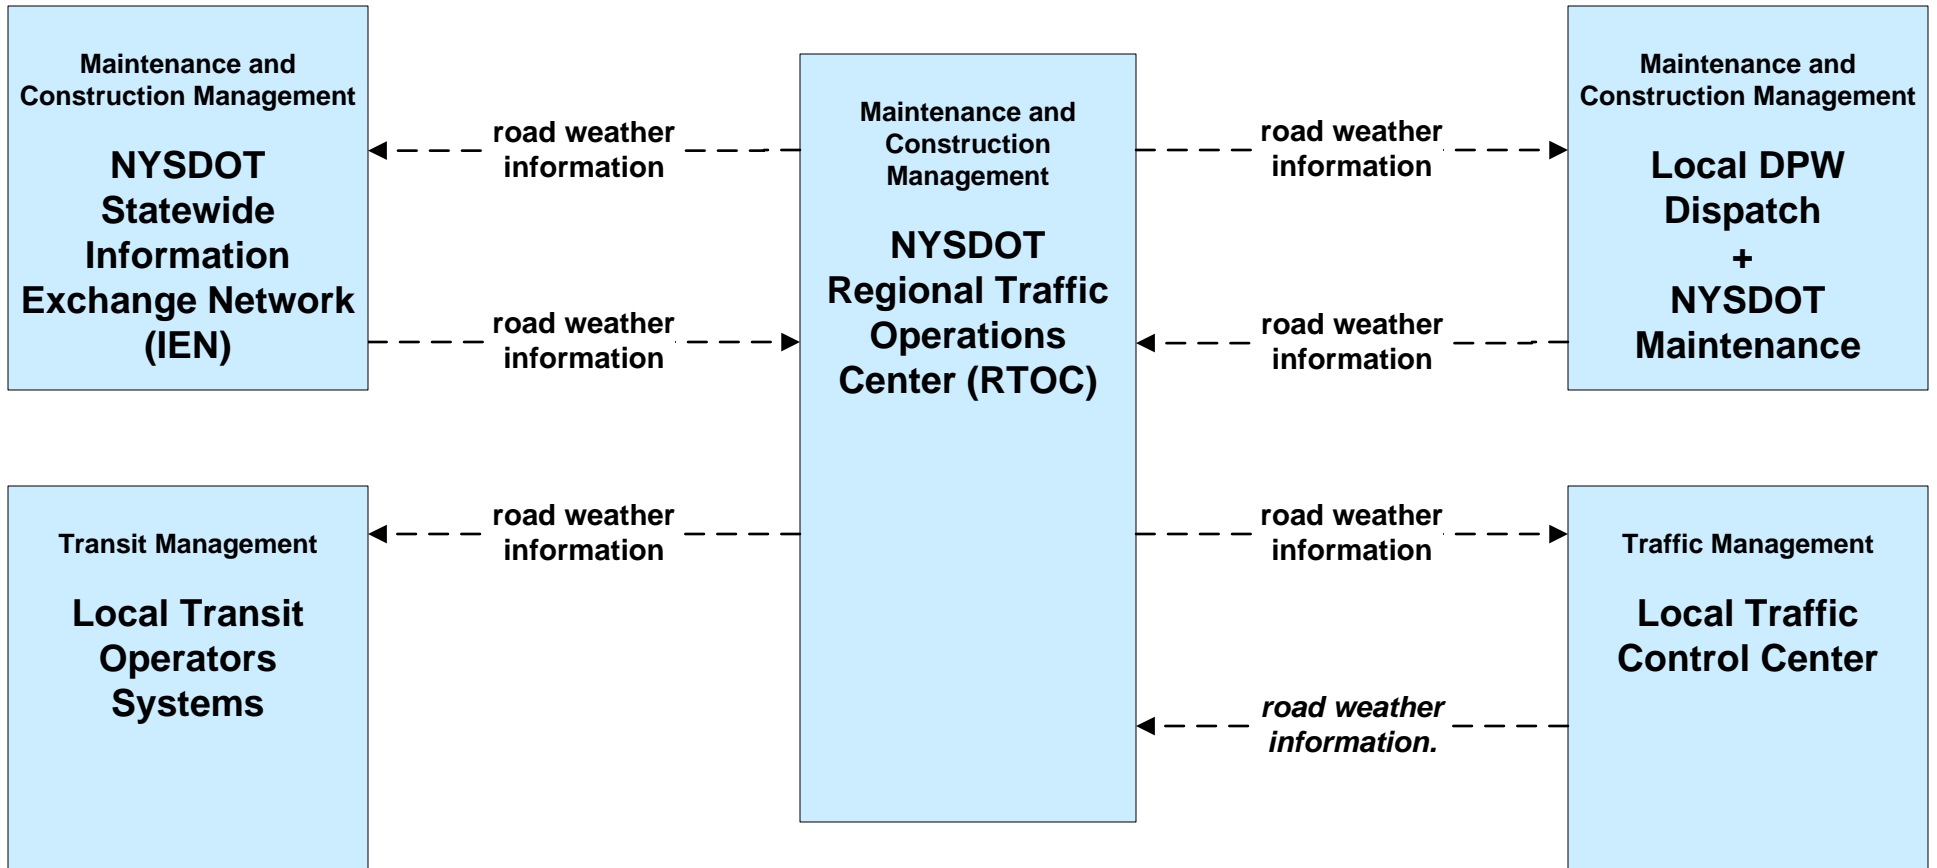 Maintenance and
Construction Management
NYSDOT
Statewide
Information
Exchange Network
(IEN)
road weather
information
road weather
information
Maintenance and
Construction
Management
NYSDOT
Regional Traffic
Operations
Center (RTOC)
road weather
information
road weather
information
Maintenance and
Construction Management
Local DPW
Dispatch
+
NYSDOT
Maintenance
Transit Management
Local Transit
Operators
Systems
road weather
information
road weather
information
road weather
information.
Traffic Management
Local Traffic
Control Center